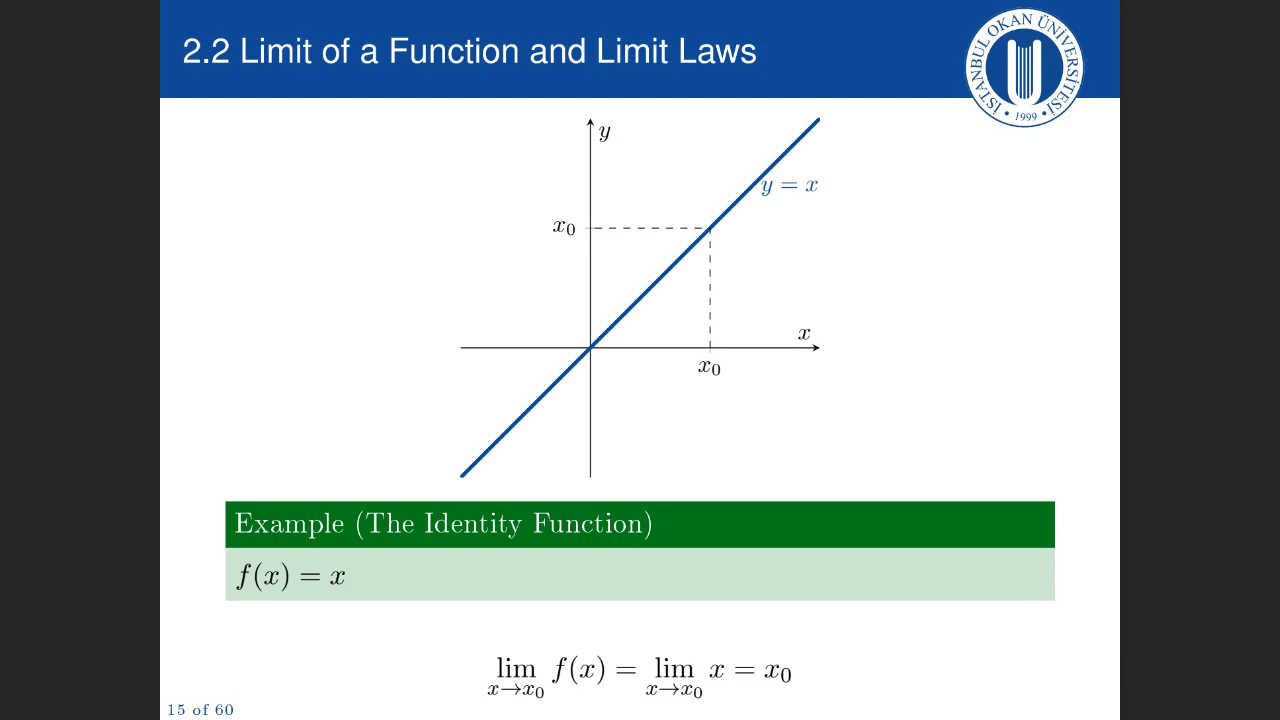 2.2 Limit of a Function and Limit Laws
İSTANBUL OKAN ÜNİVERSİTESİ
• 1999 •
y
y = x
x₀
x
x₀
Example (The Identity Function)
f(x) = x
lim f(x) = lim x = x₀
x→x₀ x→x₀
15 of 60